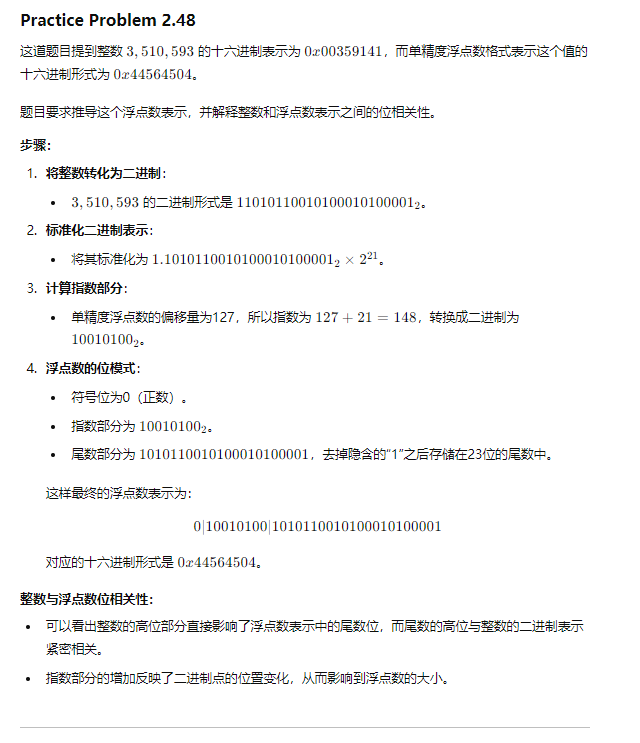 Practice Problem 2.48
这道题目提到整数 3,510,593 的十六进制表示为 0x00359141，而单精度浮点数格式表示这个值的
十六进制形式为 0x44564504。
题目要求推导这个浮点数表示，并解释整数和浮点数表示之间的位相关性。
步骤：
1. 将整数转化为二进制：
• 3,510,593 的二进制形式是 11010110010100010100001₂。
2. 标准化二进制表示：
• 将其标准化为 1.1010110010100010100001₂ × 2²¹。
3. 计算指数部分：
• 单精度浮点数的偏移量为127，所以指数为 127 + 21 = 148，转换成二进制为
10010100₂。
4. 浮点数的位模式：
• 符号位为0（正数）。
• 指数部分为 10010100₂。
• 尾数部分为 1010110010100010100001，去掉隐含的“1”之后存储在23位的尾数中。
这样最终的浮点数表示为：
0|10010100|1010110010100010100001
对应的十六进制形式是 0x44564504。
整数与浮点数位相关性：
• 可以看出整数的高位部分直接影响了浮点数表示中的尾数位，而尾数的高位与整数的二进制表示
紧密相关。
• 指数部分的增加反映了二进制点的位置变化，从而影响到浮点数的大小。